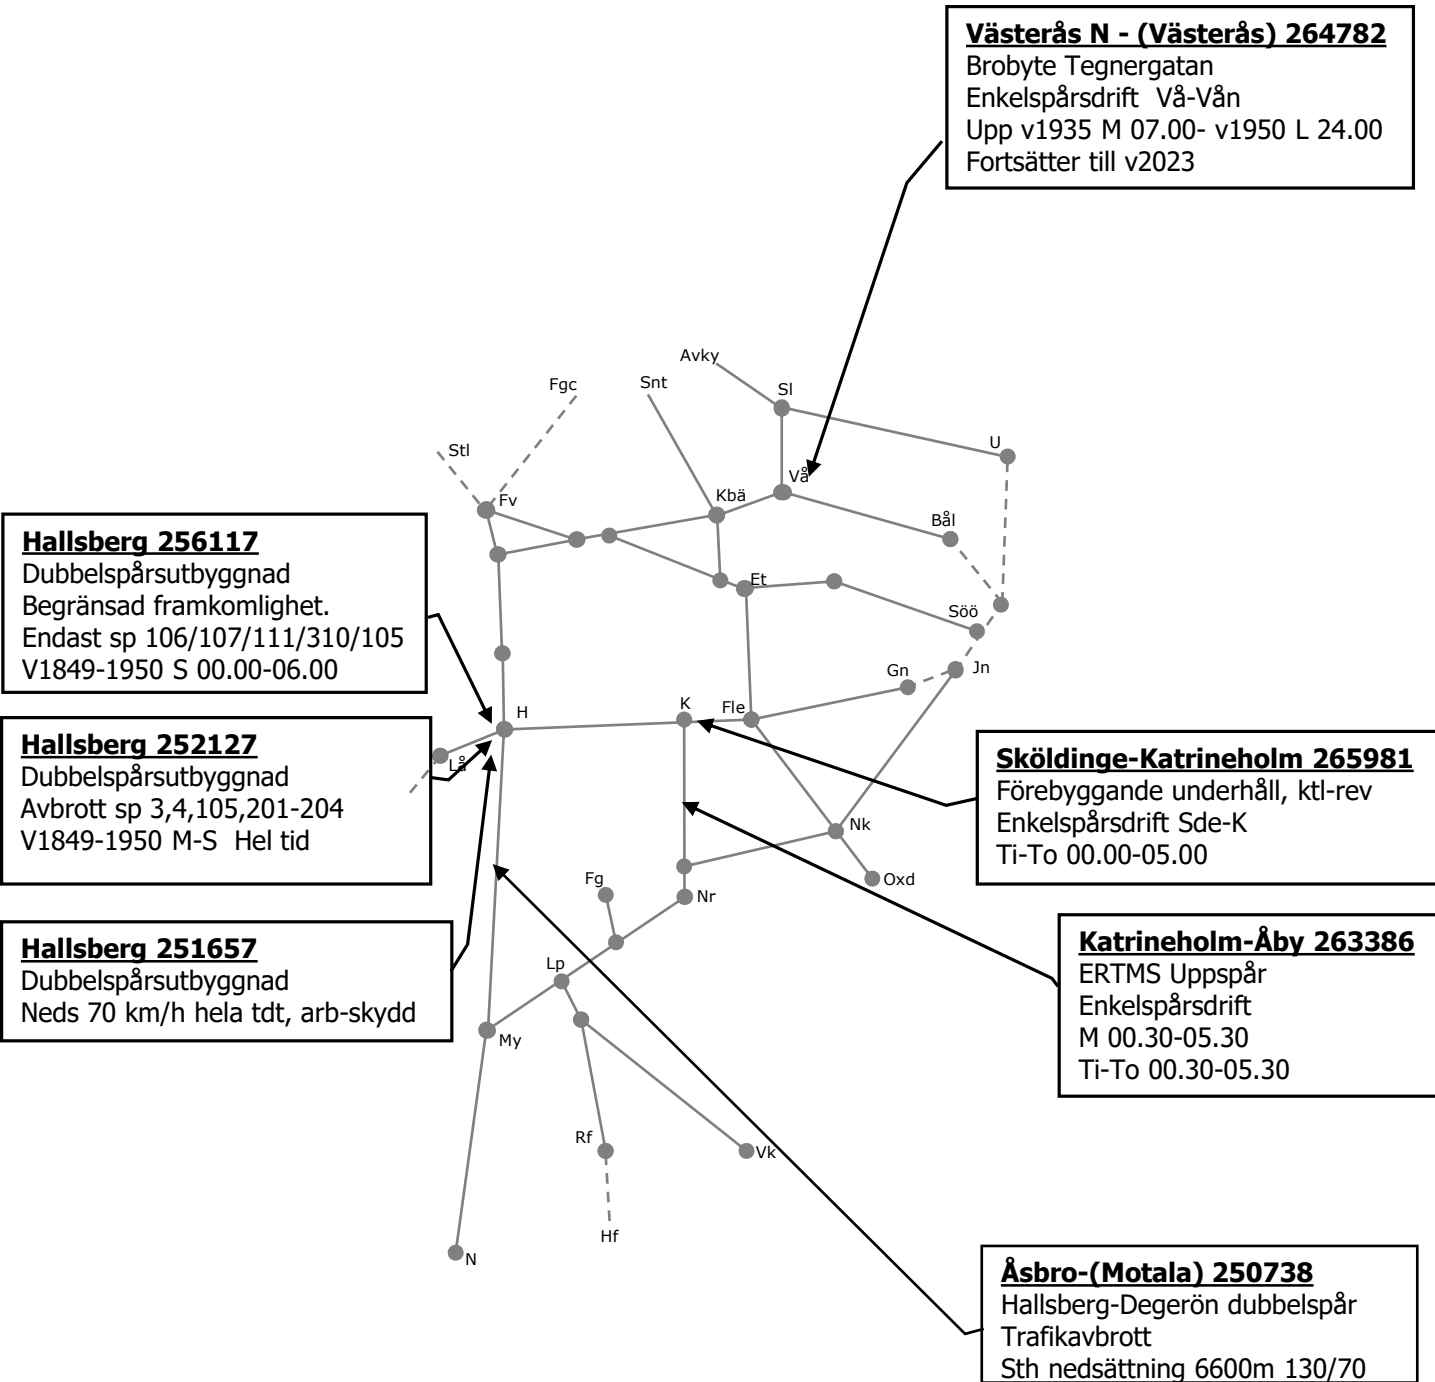 Västerås N - (Västerås) 264782
Brobyte Tegnergatan
Enkelspårsdrift  Vå-Vån
Upp v1935 M 07.00- v1950 L 24.00
Fortsätter till v2023
Avky
Snt
Fgc
Sl
Stl
U
Vå
Fv
Kbä
Bål
Hallsberg 256117
Dubbelspårsutbyggnad
Begränsad framkomlighet.
Endast sp 106/107/111/310/105
V1849-1950 S 00.00-06.00
Et
Söö
Gn
Jn
K
Fle
H
Lå
Hallsberg 252127
Dubbelspårsutbyggnad
Avbrott sp 3,4,105,201-204
V1849-1950 M-S  Hel tid
Sköldinge-Katrineholm 265981
Förebyggande underhåll, ktl-rev
Enkelspårsdrift Sde-K
Ti-To 00.00-05.00
Nk
Oxd
Fg
Nr
Hallsberg 251657
Dubbelspårsutbyggnad
Neds 70 km/h hela tdt, arb-skydd
Katrineholm-Åby 263386
ERTMS Uppspår
Enkelspårsdrift
M 00.30-05.30
Ti-To 00.30-05.30
Lp
My
Rf
Vk
Hf
N
Åsbro-(Motala) 250738
Hallsberg-Degerön dubbelspår
Trafikavbrott
Sth nedsättning 6600m 130/70